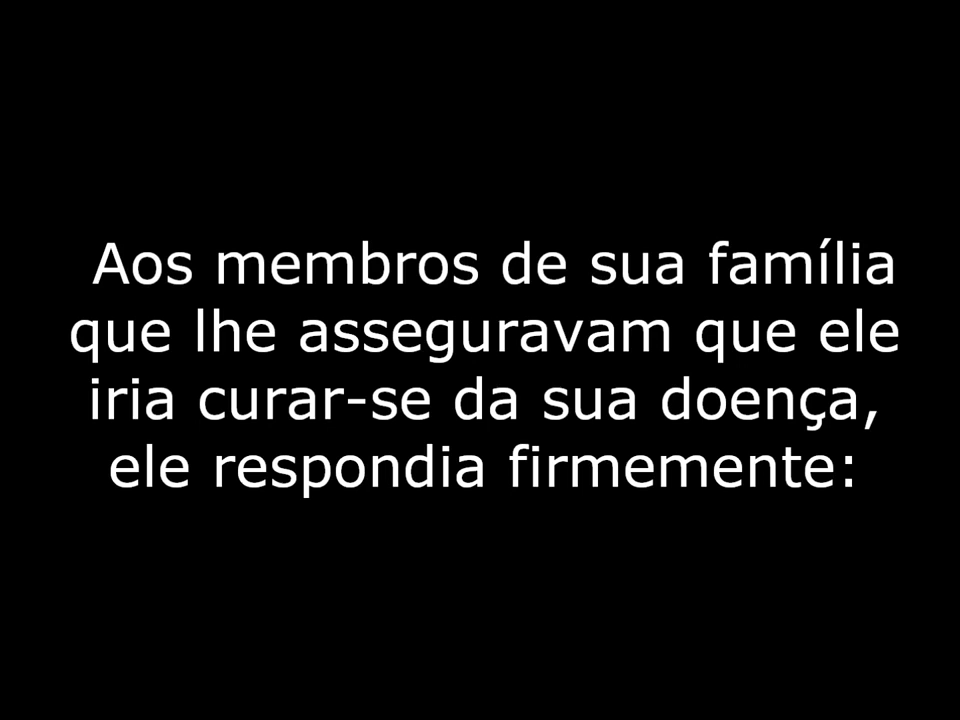 Aos membros de sua família
que lhe asseguravam que ele
iria curar-se da sua doença,
ele respondia firmemente: